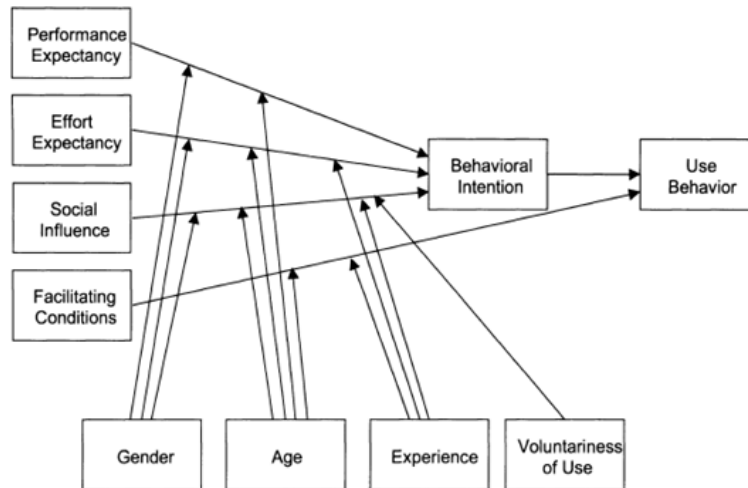 Performance
Expectancy
Effort
Expectancy
Social
Influence
Facilitating
Conditions
Behavioral
Intention
Use
Behavior
Gender
Age
Experience
Voluntariness
of Use